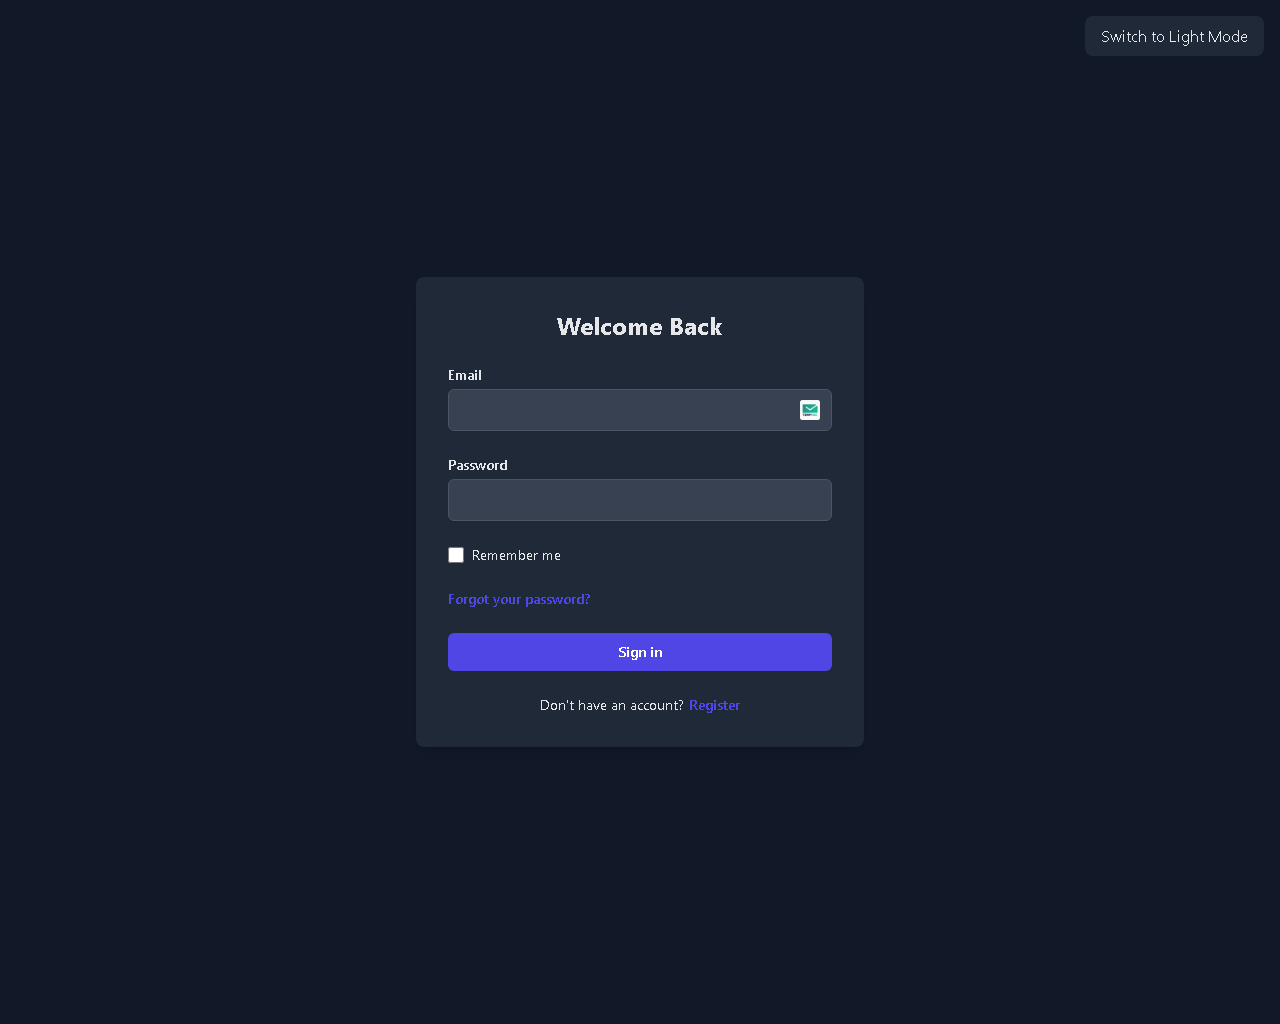 Switch to Light Mode
Welcome Back
Email
Password
Remember me
Forgot your password?
Sign in
Don't have an account? Register